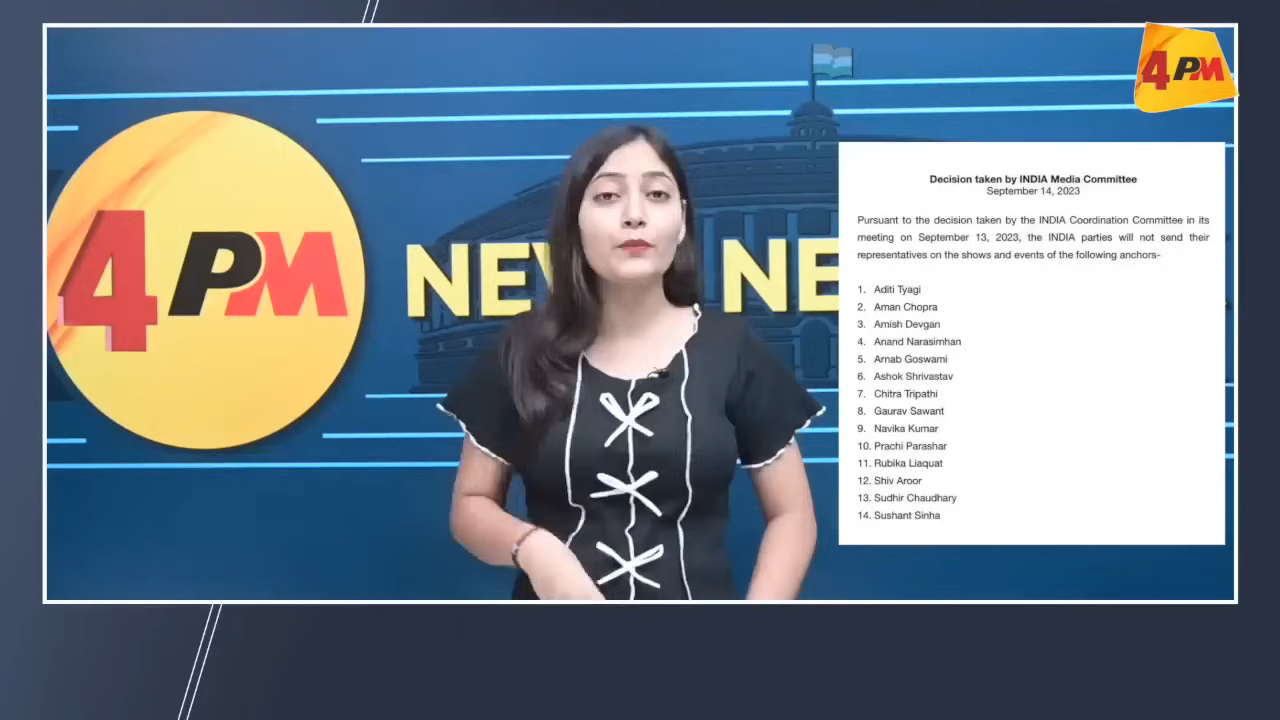 4PM
4PM
NEW
NE
Decision taken by INDIA Media Committee
September 14, 2023
Pursuant to the decision taken by the INDIA Coordination Committee in its
meeting on September 13, 2023, the INDIA parties will not send their
representatives on the shows and events of the following anchors-
1. Aditi Tyagi
2. Aman Chopra
3. Amish Devgan
4. Anand Narasimhan
5. Arnab Goswami
6. Ashok Shrivastav
7. Chitra Tripathi
8. Gaurav Sawant
9. Navika Kumar
10. Prachi Parashar
11. Rubika Liaquat
12. Shiv Aroor
13. Sudhir Chaudhary
14. Sushant Sinha